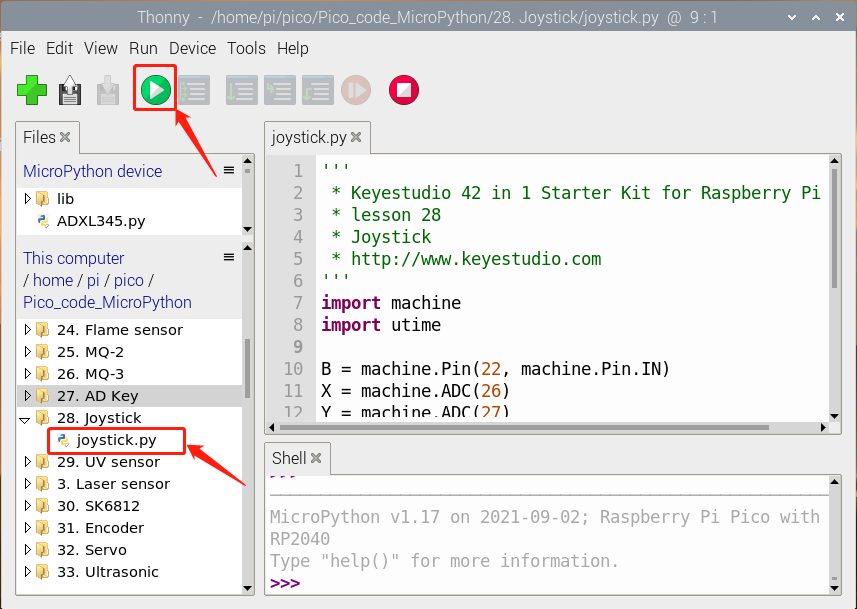 Thonny - /home/pi/pico/Pico_code_MicroPython/28. Joystick/joystick.py @ 9 : 1
File Edit View Run Device Tools Help
Files
MicroPython device
lib
ADXL345.py
This computer
/ home / pi / pico /
Pico_code_MicroPython
24. Flame sensor
25. MQ-2
26. MQ-3
27. AD Key
28. Joystick
joystick.py
29. UV sensor
3. Laser sensor
30. SK6812
31. Encoder
32. Servo
33. Ultrasonic
joystick.py
1 '''
2 * Keyestudio 42 in 1 Starter Kit for Raspberry Pi
3 * lesson 28
4 * Joystick
5 * http://www.keyestudio.com
6 '''
7 import machine
8 import utime
9
10 B = machine.Pin(22, machine.Pin.IN)
11 X = machine.ADC(26)
12 Y = machine.ADC(27)
Shell
>>>
MicroPython v1.17 on 2021-09-02; Raspberry Pi Pico with
RP2040
Type "help()" for more information.
>>>